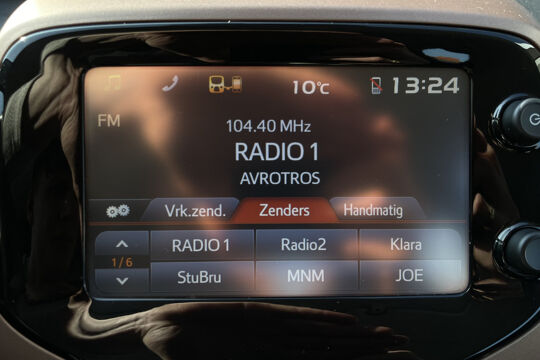 10°C
13:24
FM
104.40 MHz
RADIO 1
AVROTROS
Vrk.zend. Zenders Handmatig
RADIO 1 Radio2 Klara
1/6
StuBru MNM JOE